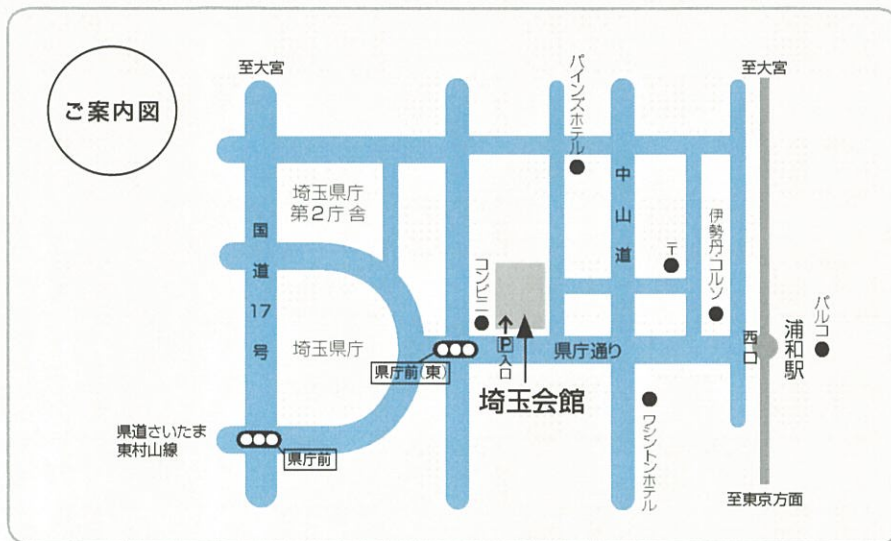 ご案内図
至大宮
パインズホテル
至大宮
埼玉県庁
第2庁舎
中山道
国道17号
〒
伊勢丹・コルソ
コンビニ
埼玉県庁
県庁前(東)
P入口
県庁通り
西口
浦和駅
パルコ
埼玉会館
県道さいたま
東村山線
県庁前
ワシントンホテル
至東京方面